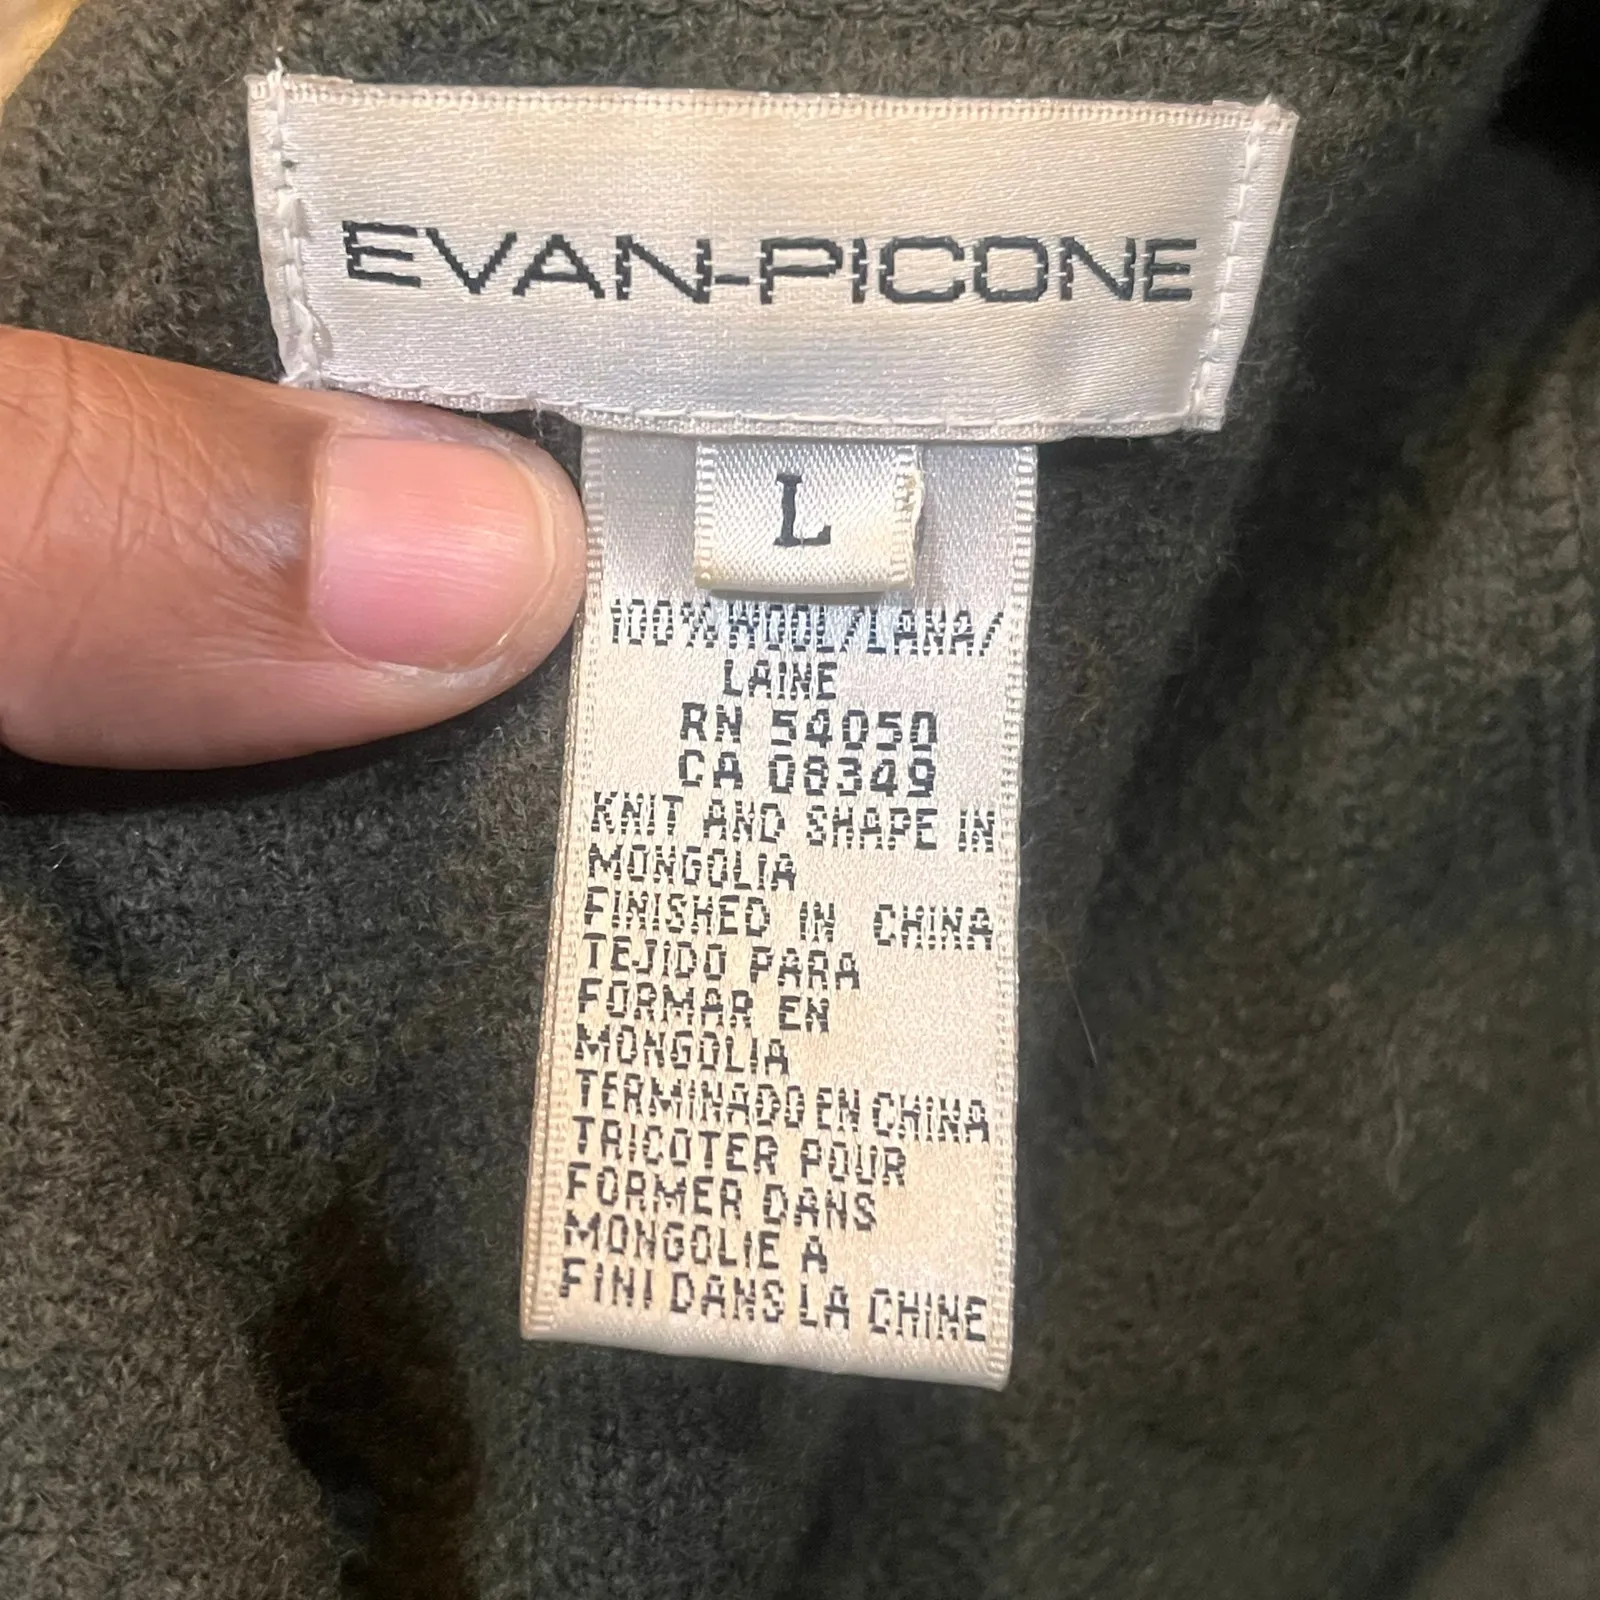 EVAN-PICONE
L
100% WOOL/LANA/
LAINE
RN 54050
CA 08349
KNIT AND SHAPE IN
MONGOLIA
FINISHED IN CHINA
TEJIDO PARA
FORMAR EN
MONGOLIA
TERMINADO EN CHINA
TRICOTER POUR
FORMER DANS
MONGOLIE A
FINI DANS LA CHINE